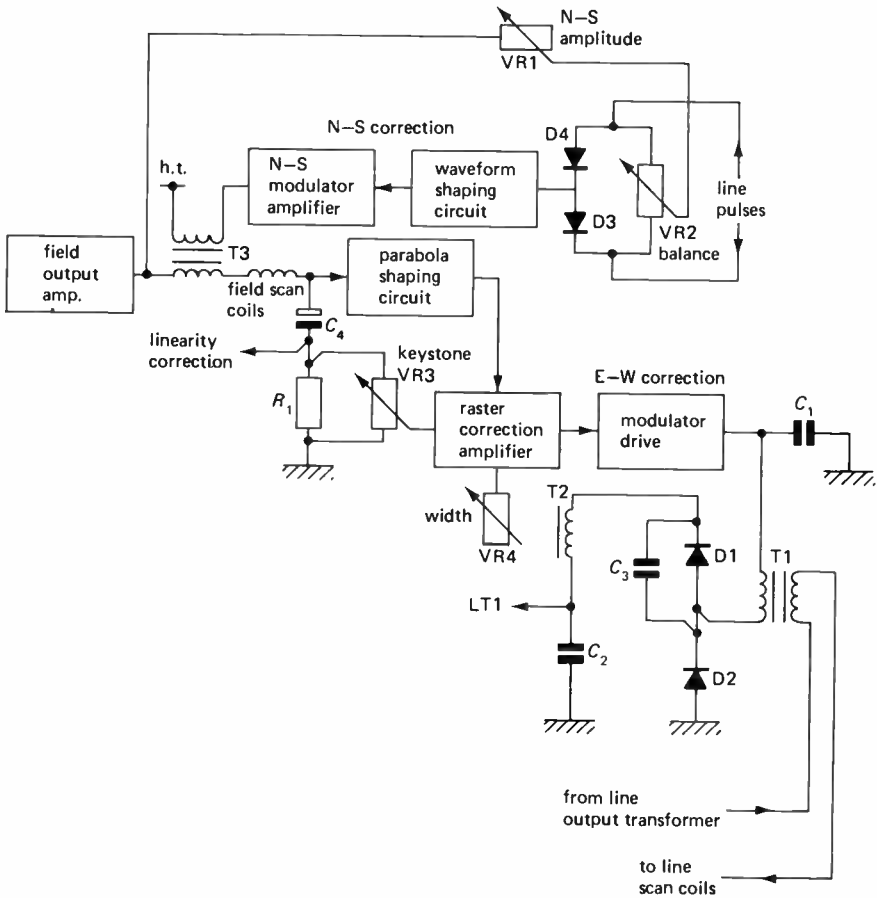 N–S
amplitude
VR1
N–S correction
D4
h.t.
N–S
modulator
amplifier
waveform
shaping
circuit
line
pulses
D3
VR2
balance
T3
field
output
amp.
parabola
shaping
circuit
field scan
coils
C4
linearity
correction
keystone
VR3
E–W correction
R1
raster
correction
amplifier
modulator
drive
C1
T2
width
VR4
D1
T1
C3
LT1
C2
D2
from line
output transformer
to line
scan coils